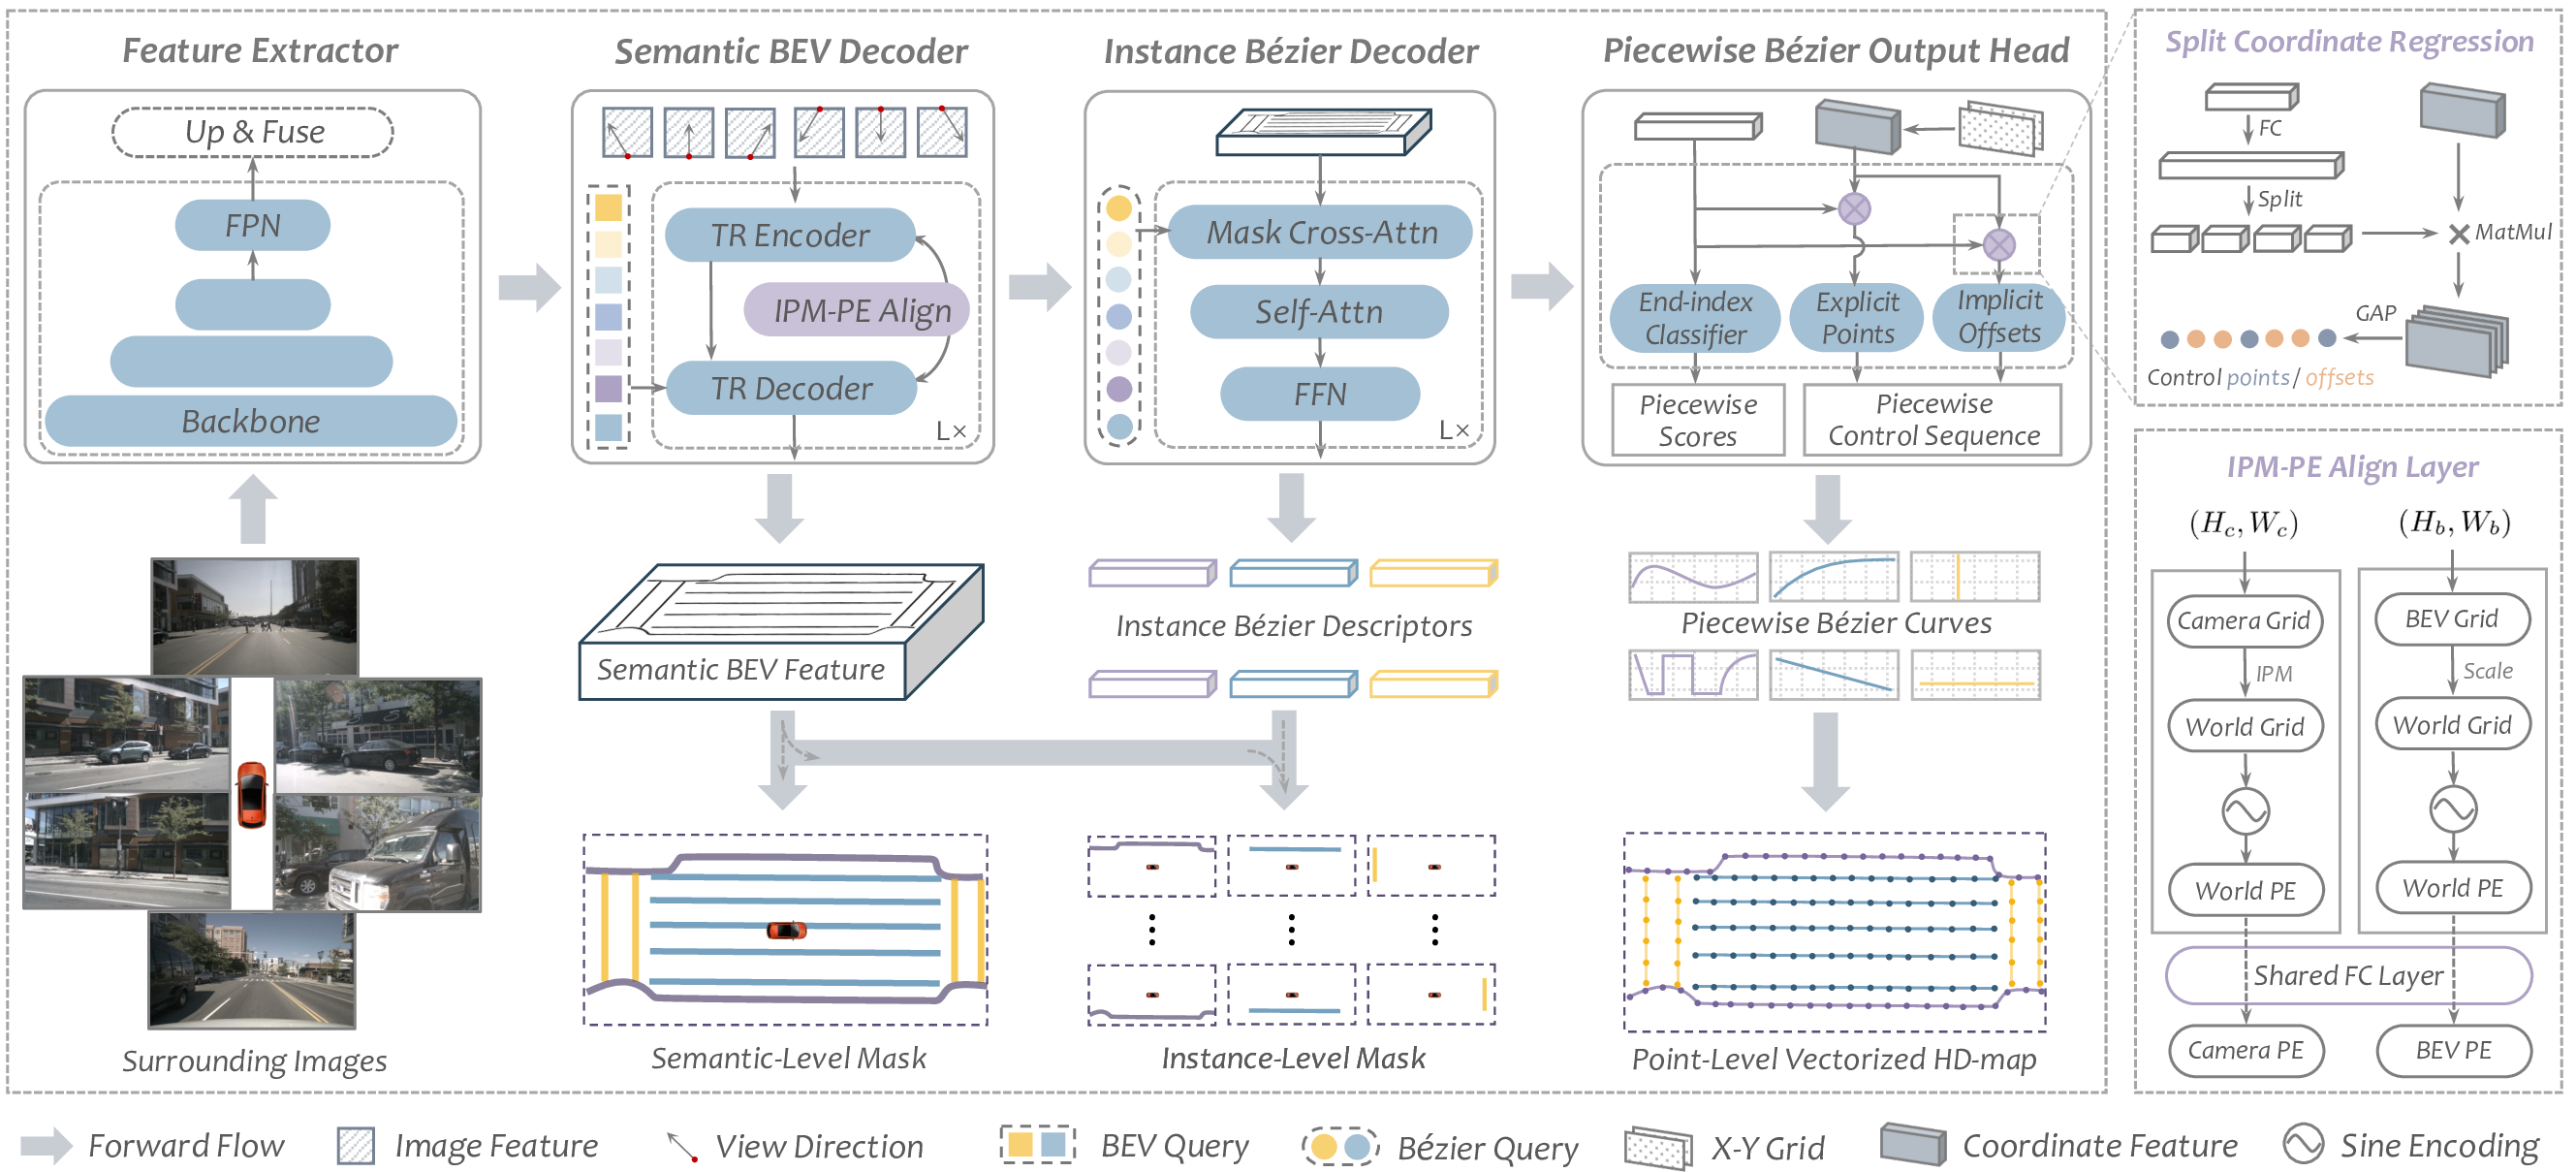 Feature Extractor
Up & Fuse
FPN
Backbone
Surrounding Images
Semantic BEV Decoder
TR Encoder
IPM-PE Align
TR Decoder
L×
Semantic BEV Feature
Semantic-Level Mask
Instance Bézier Decoder
Mask Cross-Attn
Self-Attn
FFN
L×
Instance Bézier Descriptors
Instance-Level Mask
Piecewise Bézier Output Head
End-index
Classifier
Explicit
Points
Implicit
Offsets
Piecewise
Scores
Piecewise
Control Sequence
Piecewise Bézier Curves
Point-Level Vectorized HD-map
Split Coordinate Regression
FC
Split
MatMul
GAP
Control points/ offsets
IPM-PE Align Layer
(H_c, W_c)
(H_b, W_b)
Camera Grid
BEV Grid
IPM
Scale
World Grid
World Grid
World PE
World PE
Shared FC Layer
Camera PE
BEV PE
Forward Flow
Image Feature
View Direction
BEV Query
Bézier Query
X-Y Grid
Coordinate Feature
Sine Encoding